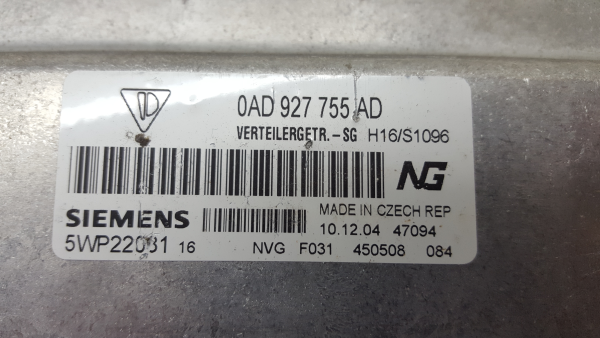 0AD 927 755 AD
VERTEILERGETR.-SG H16/S1096
NG
SIEMENS MADE IN CZECH REP
10.12.04 47094
5WP22081 16 NVG F031 450508 084